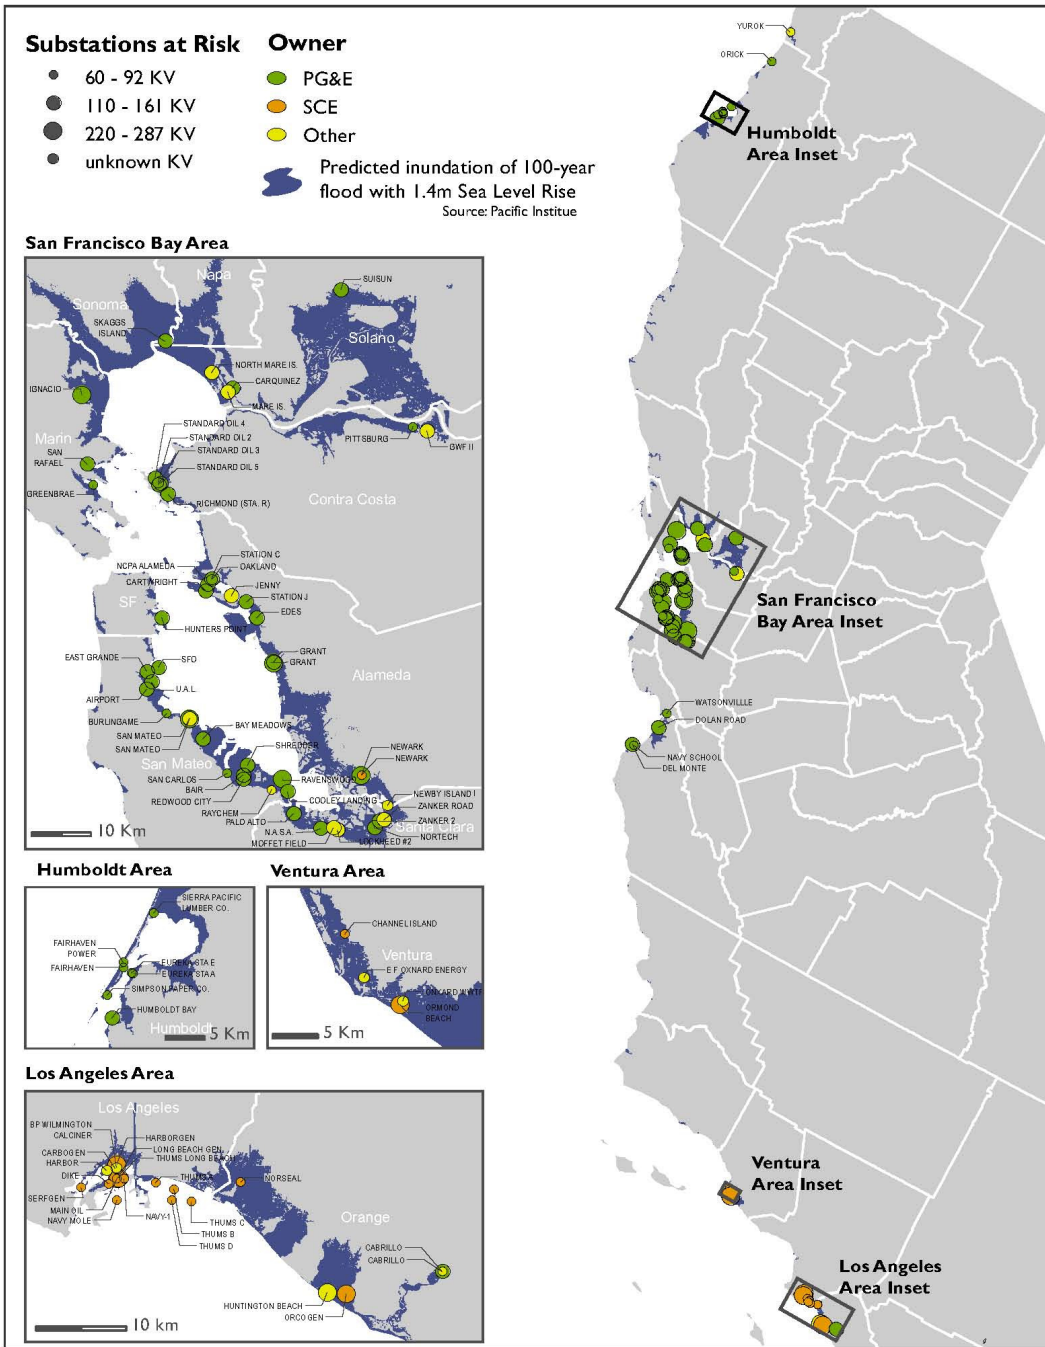 Substations at Risk
60 - 92 KV
110 - 161 KV
220 - 287 KV
unknown KV
Owner
PG&E
SCE
Other
Predicted inundation of 100-year
flood with 1.4m Sea Level Rise
Source: Pacific Institue
YUROK
ORICK
Humboldt
Area Inset
San Francisco
Bay Area Inset
WATSONVILLLE
DOLAN ROAD
NAVY SCHOOL
DEL MONTE
Ventura
Area Inset
Los Angeles
Area Inset
San Francisco Bay Area
Napa
Sonoma
SKAGGS
ISLAND
SUISUN
Solano
NORTH MARE IS.
CARQUINEZ
MARE IS.
IGNACIO
PITTSBURG
GWF II
Marin
SAN
RAFAEL
GREENBRAE
STANDARD OIL 4
STANDARD OIL 2
STANDARD OIL 3
STANDARD OIL 5
RICHMOND (STA. R)
Contra Costa
STATION C
OAKLAND
NCPA ALAMEDA
CARTWRIGHT
JENNY
STATION J
EDES
SF
HUNTERS POINT
GRANT
GRANT
Alameda
EAST GRANDE
SFO
U.A.L.
AIRPORT
BURLINGAME
BAY MEADOWS
SAN MATEO
SAN MATEO
San Mateo
SHREDDER
NEWARK
NEWARK
SAN CARLOS
BAIR
REDWOOD CITY
RAVENSWOOD
RAYCHEM
COOLEY LANDING
PALO ALTO
NEWBY ISLAND I
ZANKER ROAD
ZANKER 2
Santa Clara
NORTECH
N.A.S.A.
MOFFET FIELD
LOCKHEED #2
10 Km
Humboldt Area
SIERRA PACIFIC
LUMBER CO.
FAIRHAVEN
POWER
FAIRHAVEN
EUREKA STA E
EUREKA STA A
SIMPSON PAPER CO.
HUMBOLDT BAY
Humboldt
5 Km
Ventura Area
CHANNEL ISLAND
Ventura
E F OXNARD ENERGY
ORMOND
BEACH
5 Km
Los Angeles Area
Los Angeles
BP WILMINGTON
CALCINER
HARBORGEN
LONG BEACH GEN.
CARBOGEN
THUMS LONG BEACH
HARBOR
DIKE
THUMS A
NORSEAL
SERFGEN
MAIN OIL
NAVY MOLE
NAVY-1
THUMS C
THUMS B
THUMS D
Orange
CABRILLO
CABRILLO
HUNTINGTON BEACH
ORCOGEN
10 km